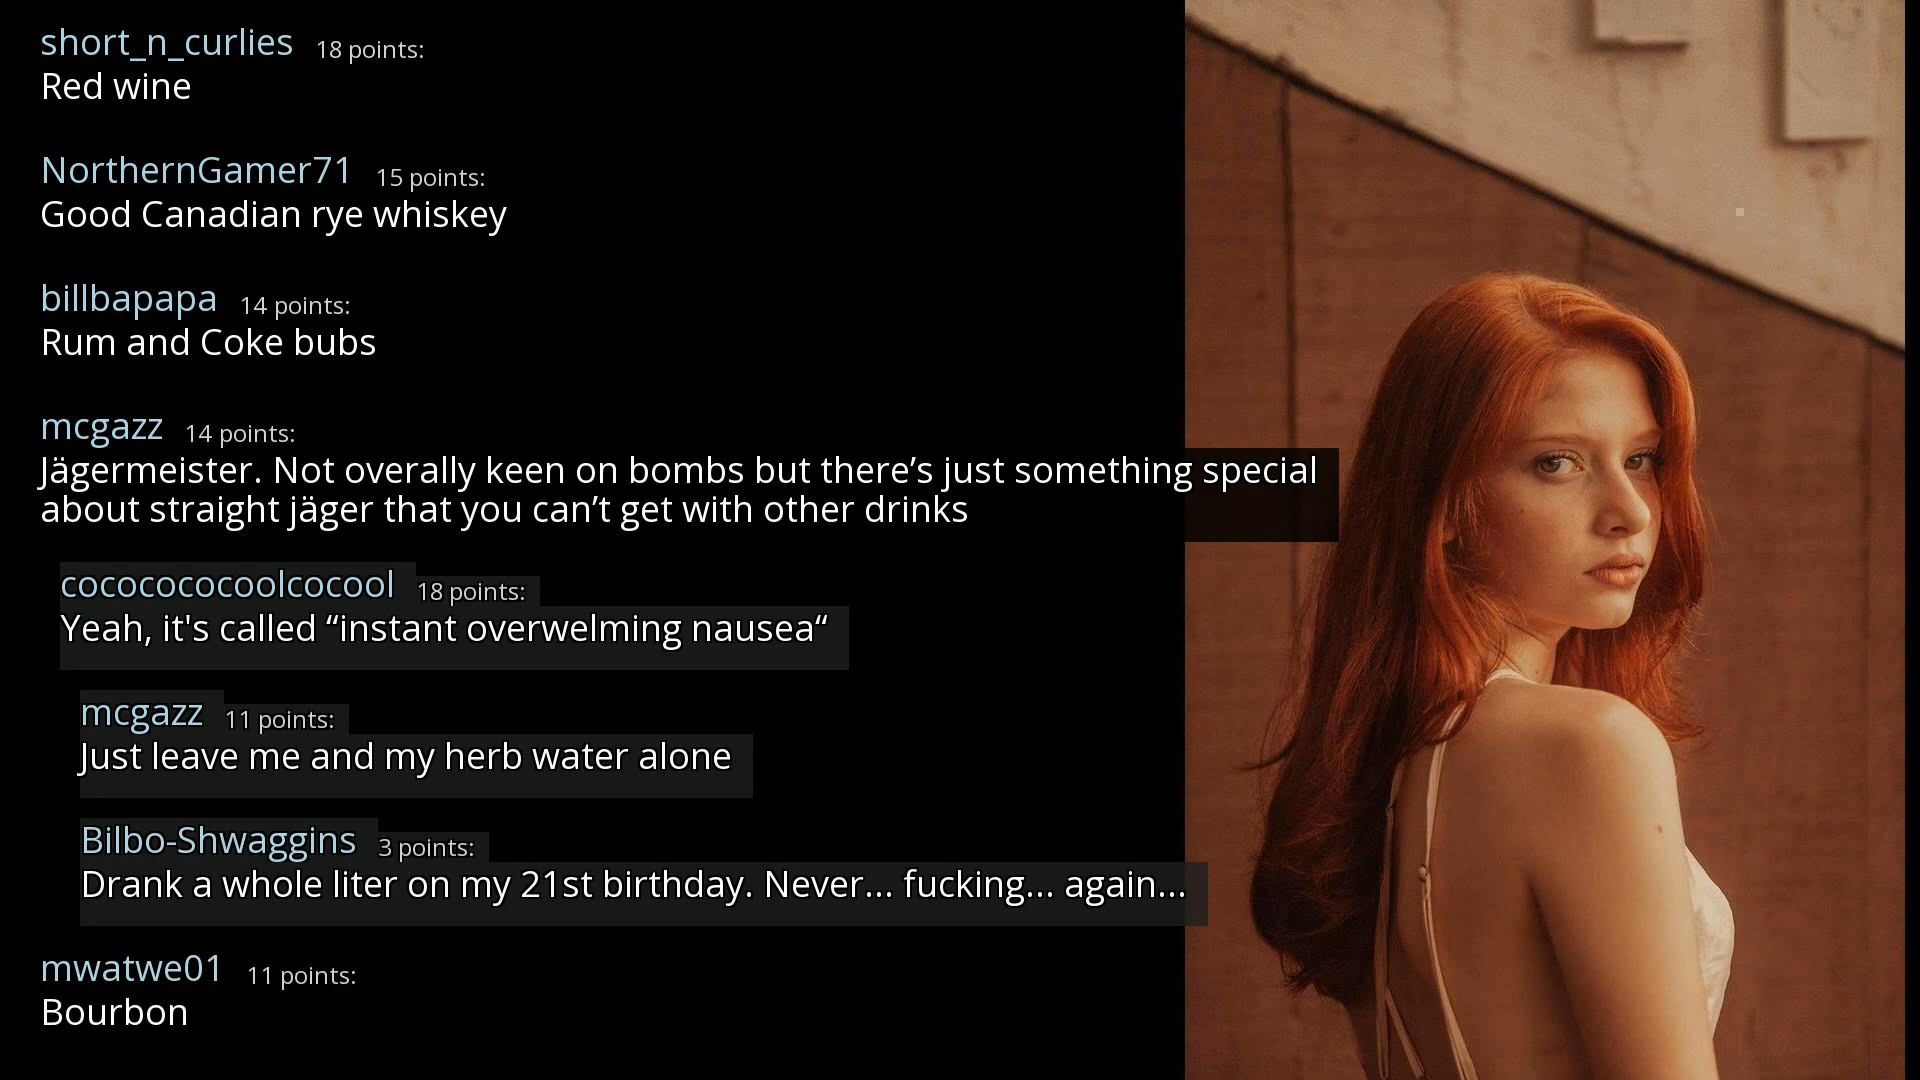 short_n_curlies 18 points:
Red wine
NorthernGamer71 15 points:
Good Canadian rye whiskey
billbapapa 14 points:
Rum and Coke bubs
mcgazz 14 points:
Jägermeister. Not overally keen on bombs but there’s just something special
about straight jäger that you can’t get with other drinks
cocococococoolcocool 18 points:
Yeah, it's called “instant overwelming nausea“
mcgazz 11 points:
Just leave me and my herb water alone
Bilbo-Shwaggins 3 points:
Drank a whole liter on my 21st birthday. Never... fucking... again...
mwatwe01 11 points:
Bourbon